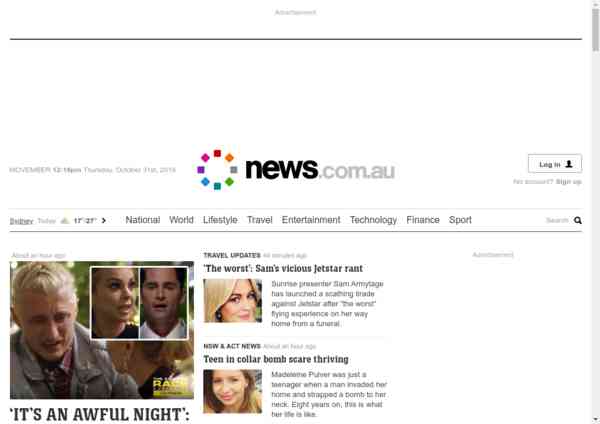 Advertisement
NOVEMBER 12:16pm Thursday, October 31st, 2019
news.com.au
Log in
No account? Sign up
Sydney Today 17°/27°
National World Lifestyle Travel Entertainment Technology Finance Sport
Search
About an hour ago
'IT'S AN AWFUL NIGHT':
TRAVEL UPDATES 44 minutes ago
'The worst': Sam's vicious Jetstar rant
Sunrise presenter Sam Armytage
has launched a scathing tirade
against Jetstar after "the worst"
flying experience on her way
home from a funeral.
NSW & ACT NEWS About an hour ago
Teen in collar bomb scare thriving
Madeleine Pulver was just a
teenager when a man invaded her
home and strapped a bomb to her
neck. Eight years on, this is what
her life is like.
Advertisement